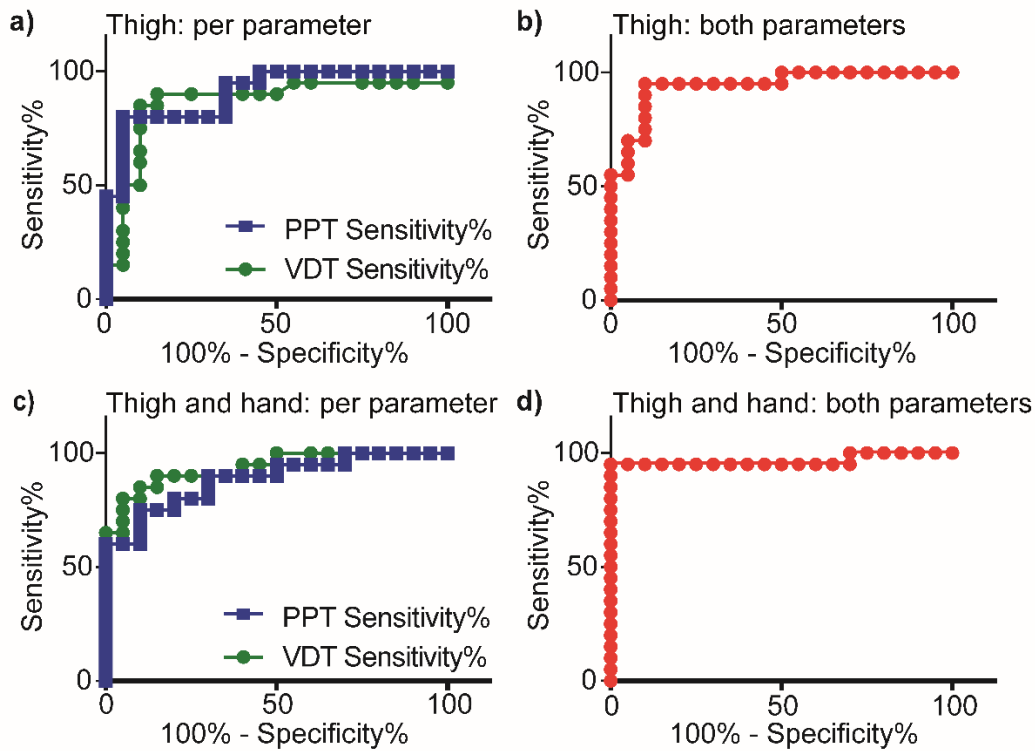 a) Thigh: per parameter
100
50
0
Sensitivity%
PPT Sensitivity%
VDT Sensitivity%
0 50 100
100% - Specificity%
b) Thigh: both parameters
100
50
0
Sensitivity%
0 50 100
100% - Specificity%
c) Thigh and hand: per parameter
100
50
0
Sensitivity%
PPT Sensitivity%
VDT Sensitivity%
0 50 100
100% - Specificity%
d) Thigh and hand: both parameters
100
50
0
Sensitivity%
0 50 100
100% - Specificity%